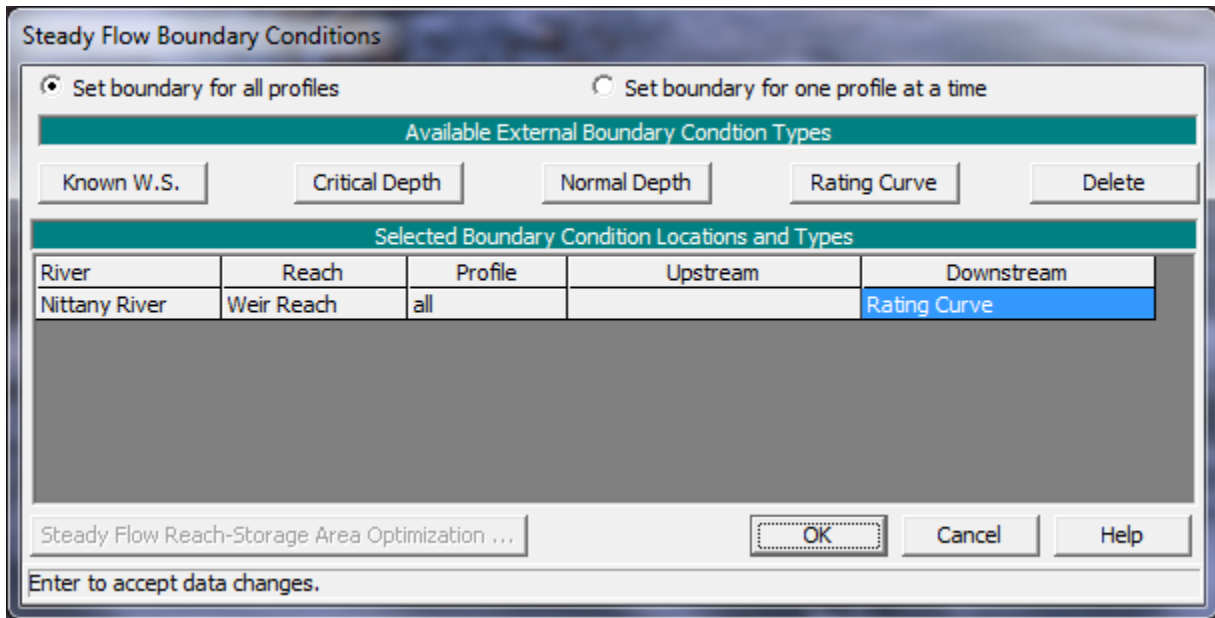 Steady Flow Boundary Conditions
Set boundary for all profiles Set boundary for one profile at a time
Available External Boundary Condtion Types
Known W.S. Critical Depth Normal Depth Rating Curve Delete
Selected Boundary Condition Locations and Types
River Reach Profile Upstream Downstream
Nittany River Weir Reach all Rating Curve
Steady Flow Reach-Storage Area Optimization ... OK Cancel Help
Enter to accept data changes.